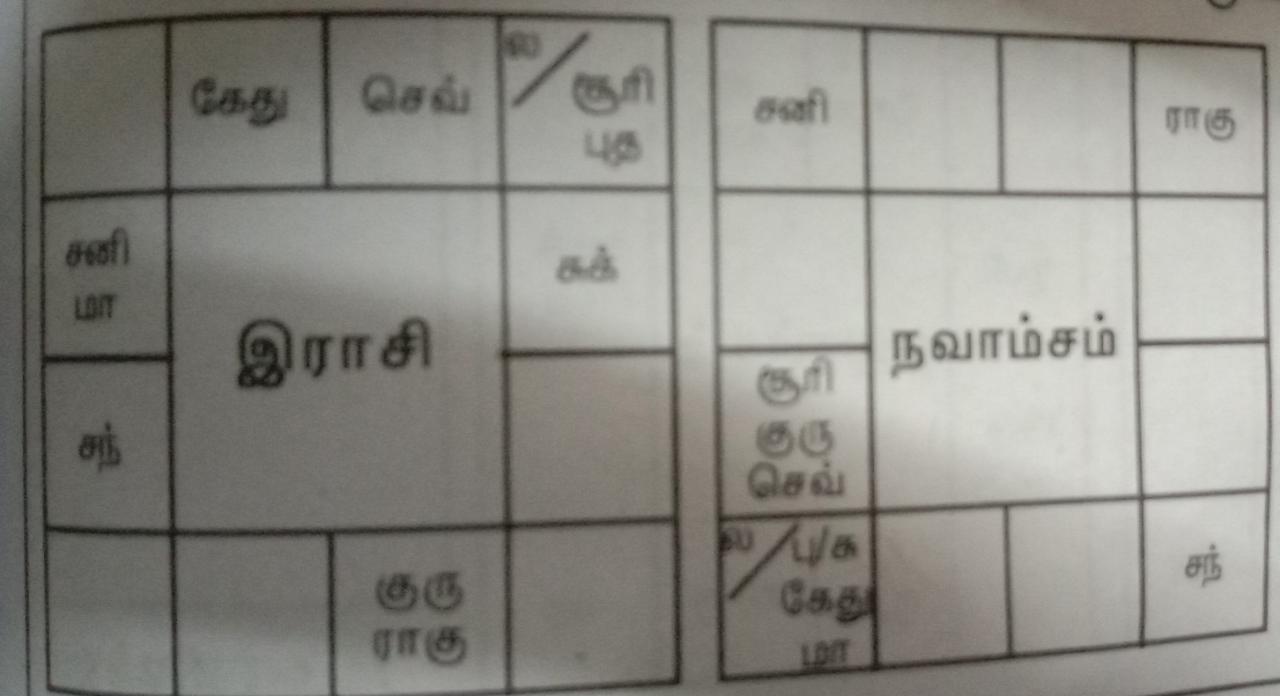 கேது
செவ்
ல
சூரி
புத
சனி
மா
சுக்
இராசி
சந்
குரு
ராகு
சனி
ராகு
நவாம்சம்
சூரி
குரு
செவ்
ல
பு/சு
கேது
மா
சந்